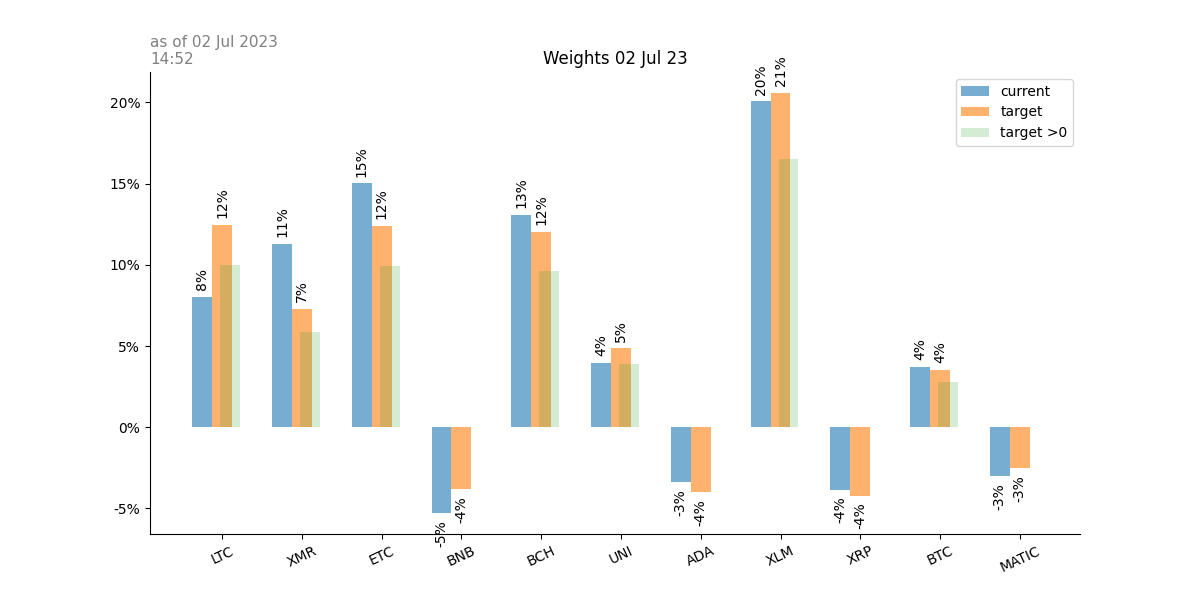 as of 02 Jul 2023
14:52
Weights 02 Jul 23
current
target
target >0
20%
15%
10%
5%
0%
-5%
8%
12%
11%
7%
15%
12%
-5%
-4%
13%
12%
4%
5%
-3%
-4%
20%
21%
-4%
-4%
4%
4%
-3%
-3%
LTC
XMR
ETC
BNB
BCH
UNI
ADA
XLM
XRP
BTC
MATIC